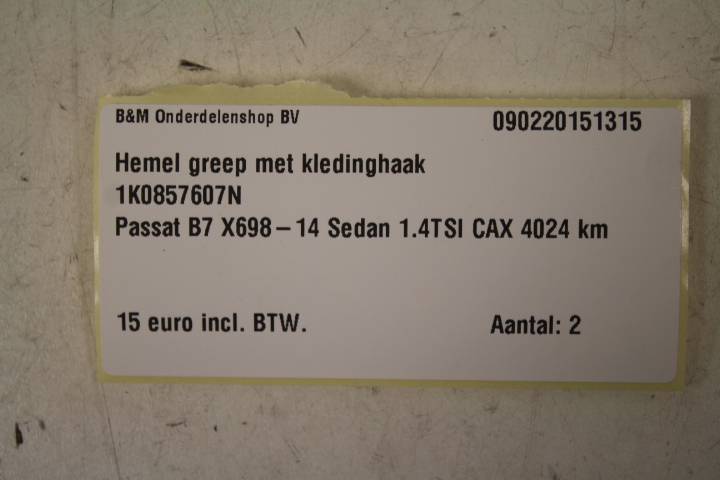 B&M Onderdelenshop BV 090220151315
Hemel greep met kledinghaak
1K0857607N
Passat B7 X698-14 Sedan 1.4TSI CAX 4024 km
15 euro incl. BTW. Aantal: 2